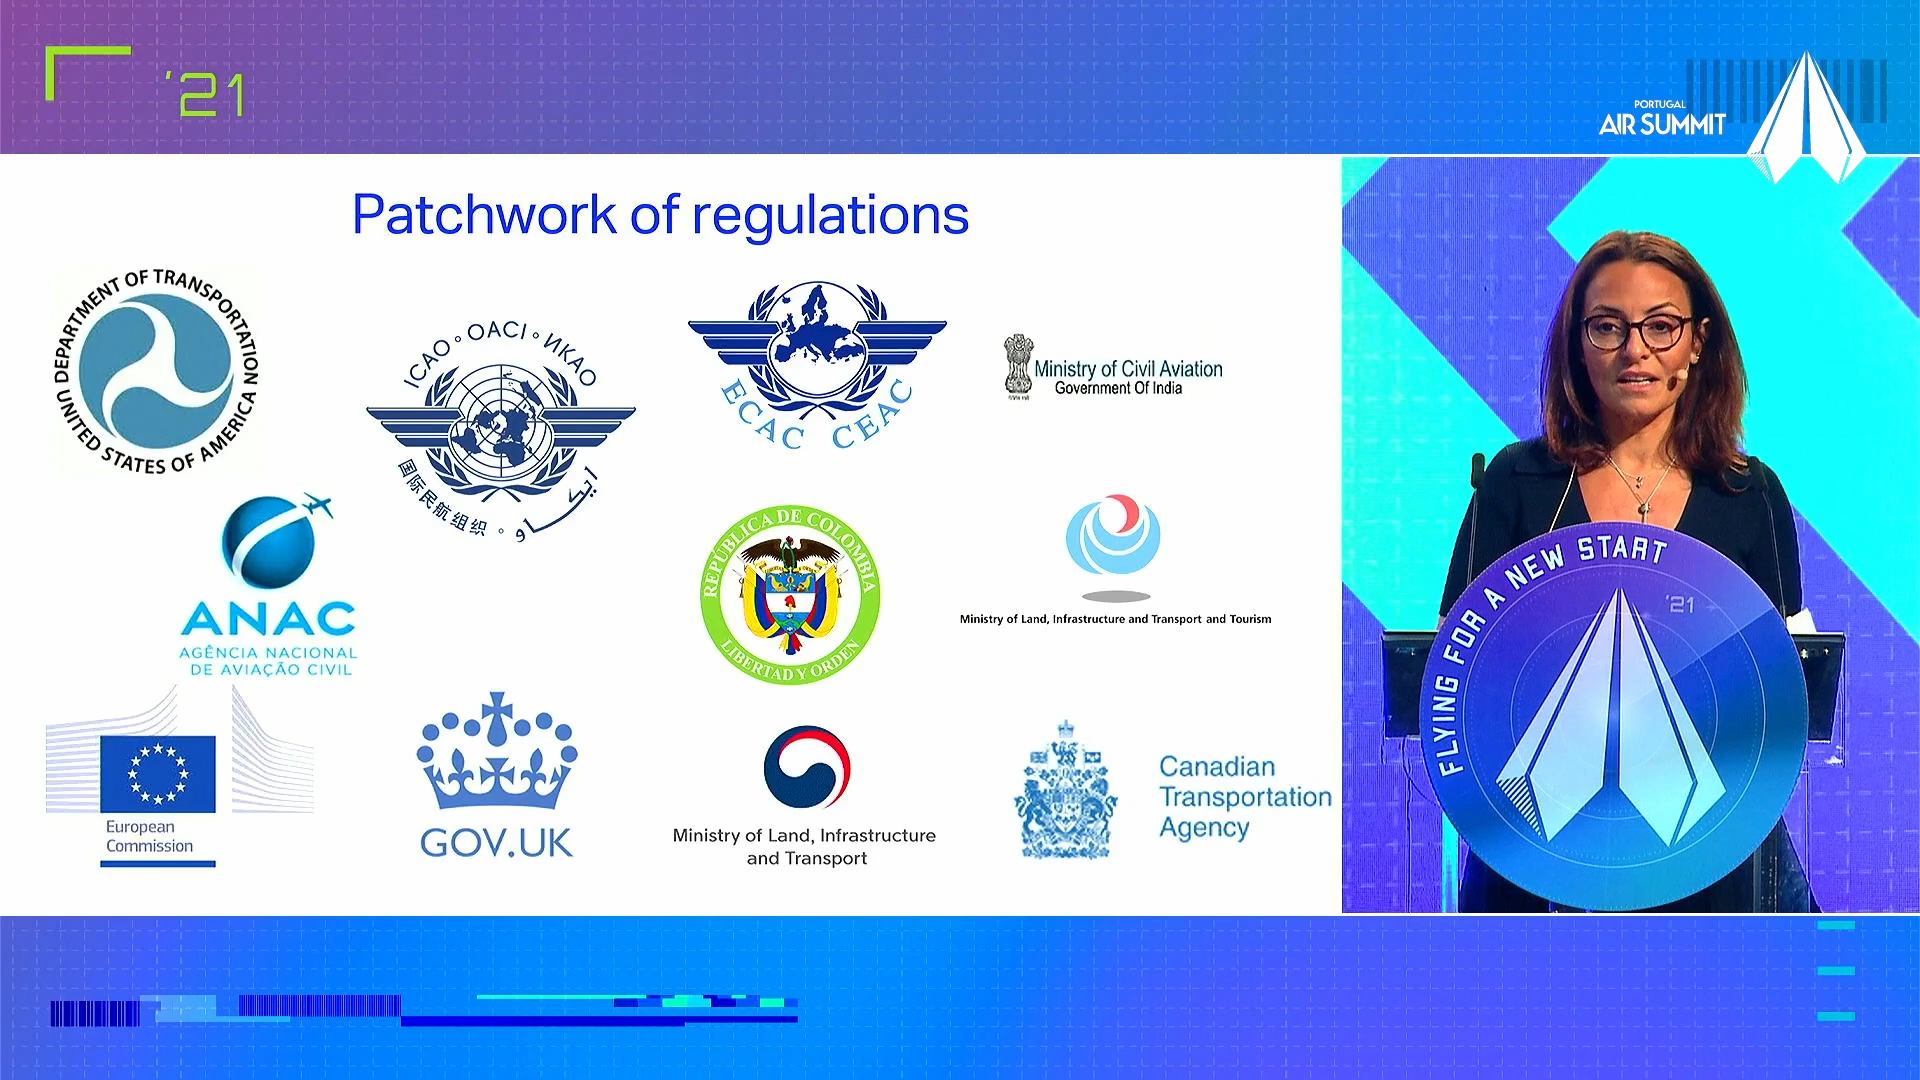 '21
PORTUGAL
AIR SUMMIT
Patchwork of regulations
DEPARTMENT OF TRANSPORTATION
UNITED STATES OF AMERICA
ICAO ° OACI ° ИКАО
国际民航组织 ° ايكاو
ECAC CEAC
Ministry of Civil Aviation
Government Of India
ANAC
AGÊNCIA NACIONAL
DE AVIAÇÃO CIVIL
REPÚBLICA DE COLOMBIA
LIBERTAD Y ORDEN
Ministry of Land, Infrastructure and Transport and Tourism
European
Commission
GOV.UK
Ministry of Land, Infrastructure
and Transport
Canadian
Transportation
Agency
FLYING FOR A NEW START
'21